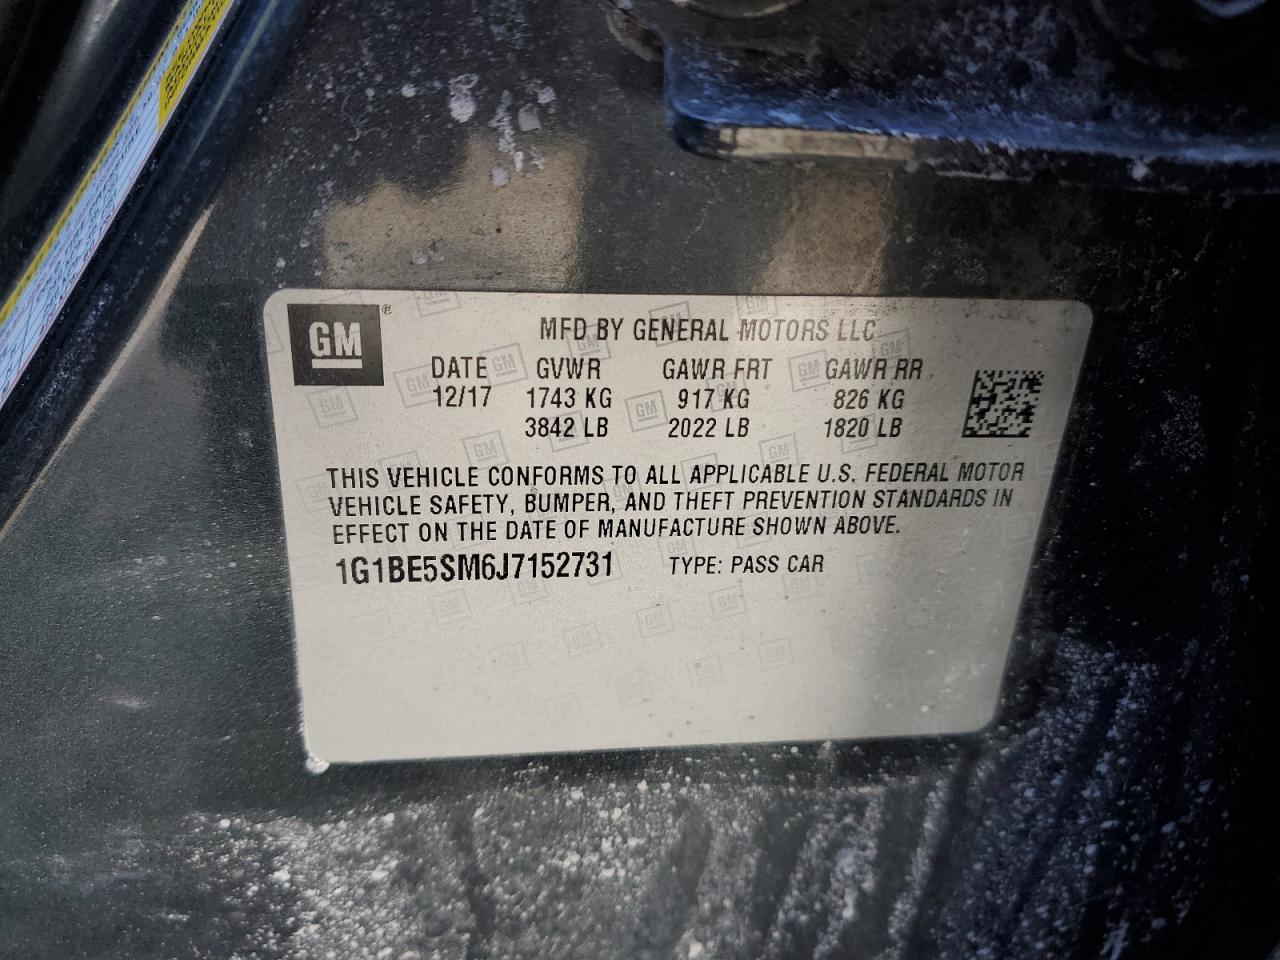 GM
MFD BY GENERAL MOTORS LLC
DATE GVWR GAWR FRT GAWR RR
12/17 1743 KG 917 KG 826 KG
3842 LB 2022 LB 1820 LB
THIS VEHICLE CONFORMS TO ALL APPLICABLE U.S. FEDERAL MOTOR
VEHICLE SAFETY, BUMPER, AND THEFT PREVENTION STANDARDS IN
EFFECT ON THE DATE OF MANUFACTURE SHOWN ABOVE.
1G1BE5SM6J7152731 TYPE: PASS CAR